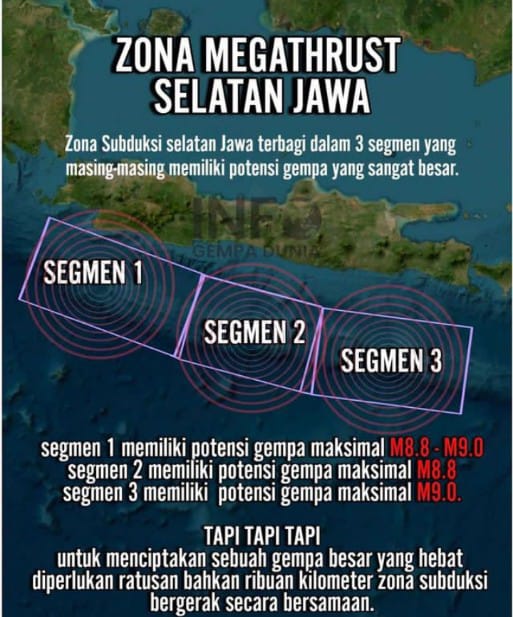 ZONA MEGATHRUST
SELATAN JAWA
Zona Subduksi selatan Jawa terbagi dalam 3 segmen yang
masing-masing memiliki potensi gempa yang sangat besar.
INFO
GEMPA DUNIA
SEGMEN 1
SEGMEN 2
SEGMEN 3
segmen 1 memiliki potensi gempa maksimal M8.8 - M9.0
segmen 2 memiliki potensi gempa maksimal M8.8
segmen 3 memiliki potensi gempa maksimal M9.0.
TAPI TAPI TAPI
untuk menciptakan sebuah gempa besar yang hebat
diperlukan ratusan bahkan ribuan kilometer zona subduksi
bergerak secara bersamaan.